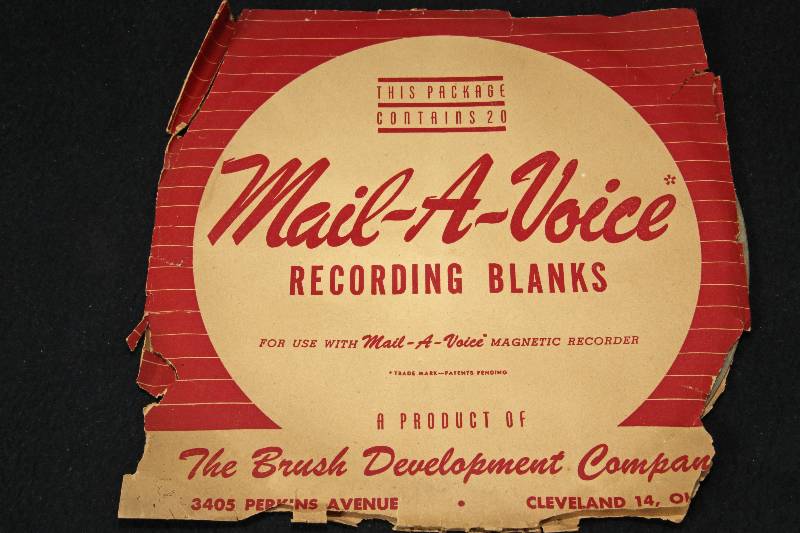 THIS PACKAGE
CONTAINS 20
Mail-A-Voice*
RECORDING BLANKS
FOR USE WITH Mail-A-Voice* MAGNETIC RECORDER
*TRADE MARK—PATENTS PENDING
A PRODUCT OF
The Brush Development Compan
3405 PERKINS AVENUE • CLEVELAND 14, OH